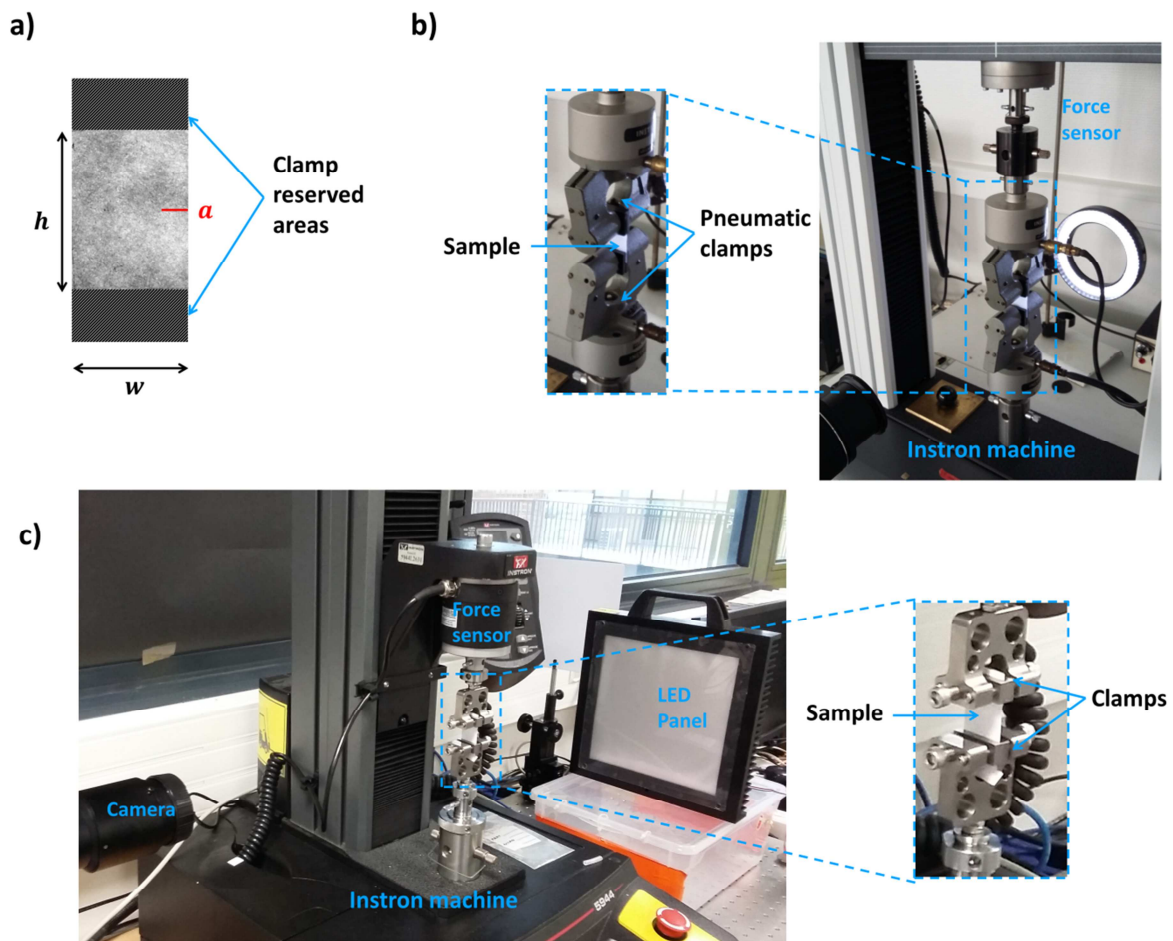 a)
h
a
w
Clamp
reserved
areas
b)
Sample
Pneumatic
clamps
Force
sensor
Instron machine
c)
INSTRON
Force
sensor
LED
Panel
Camera
Instron machine
5944
Sample
Clamps